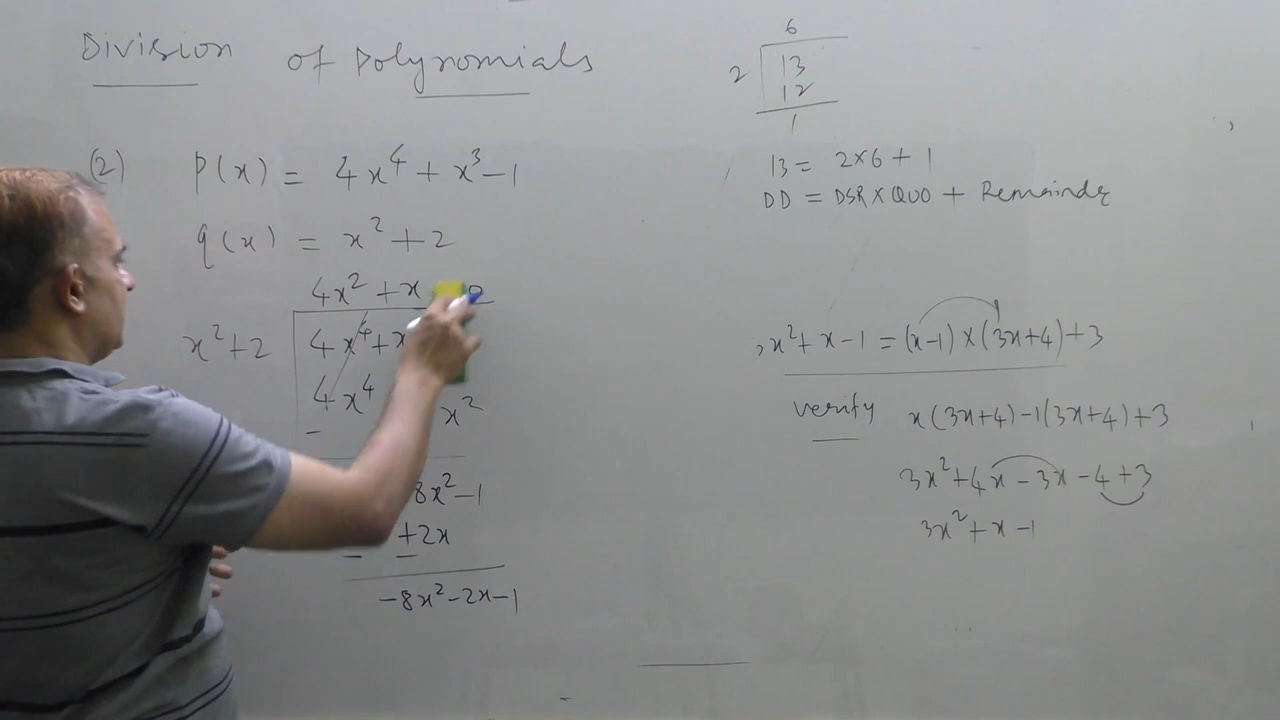 Division of Polynomials
(2) P(x) = 4x⁴ + x³ - 1
q(x) = x² + 2
4x² + x
x² + 2 4x⁴ + x
4x⁴ x²
-
8x² - 1
+ 2x
- -
-8x² - 2x - 1
6
2 13
12
1
13 = 2×6 + 1
DD = DSR × QUO + Remainder
x² + x - 1 = (x-1) × (3x+4) + 3
verify x(3x+4) - 1(3x+4) + 3
3x² + 4x - 3x - 4 + 3
3x² + x - 1